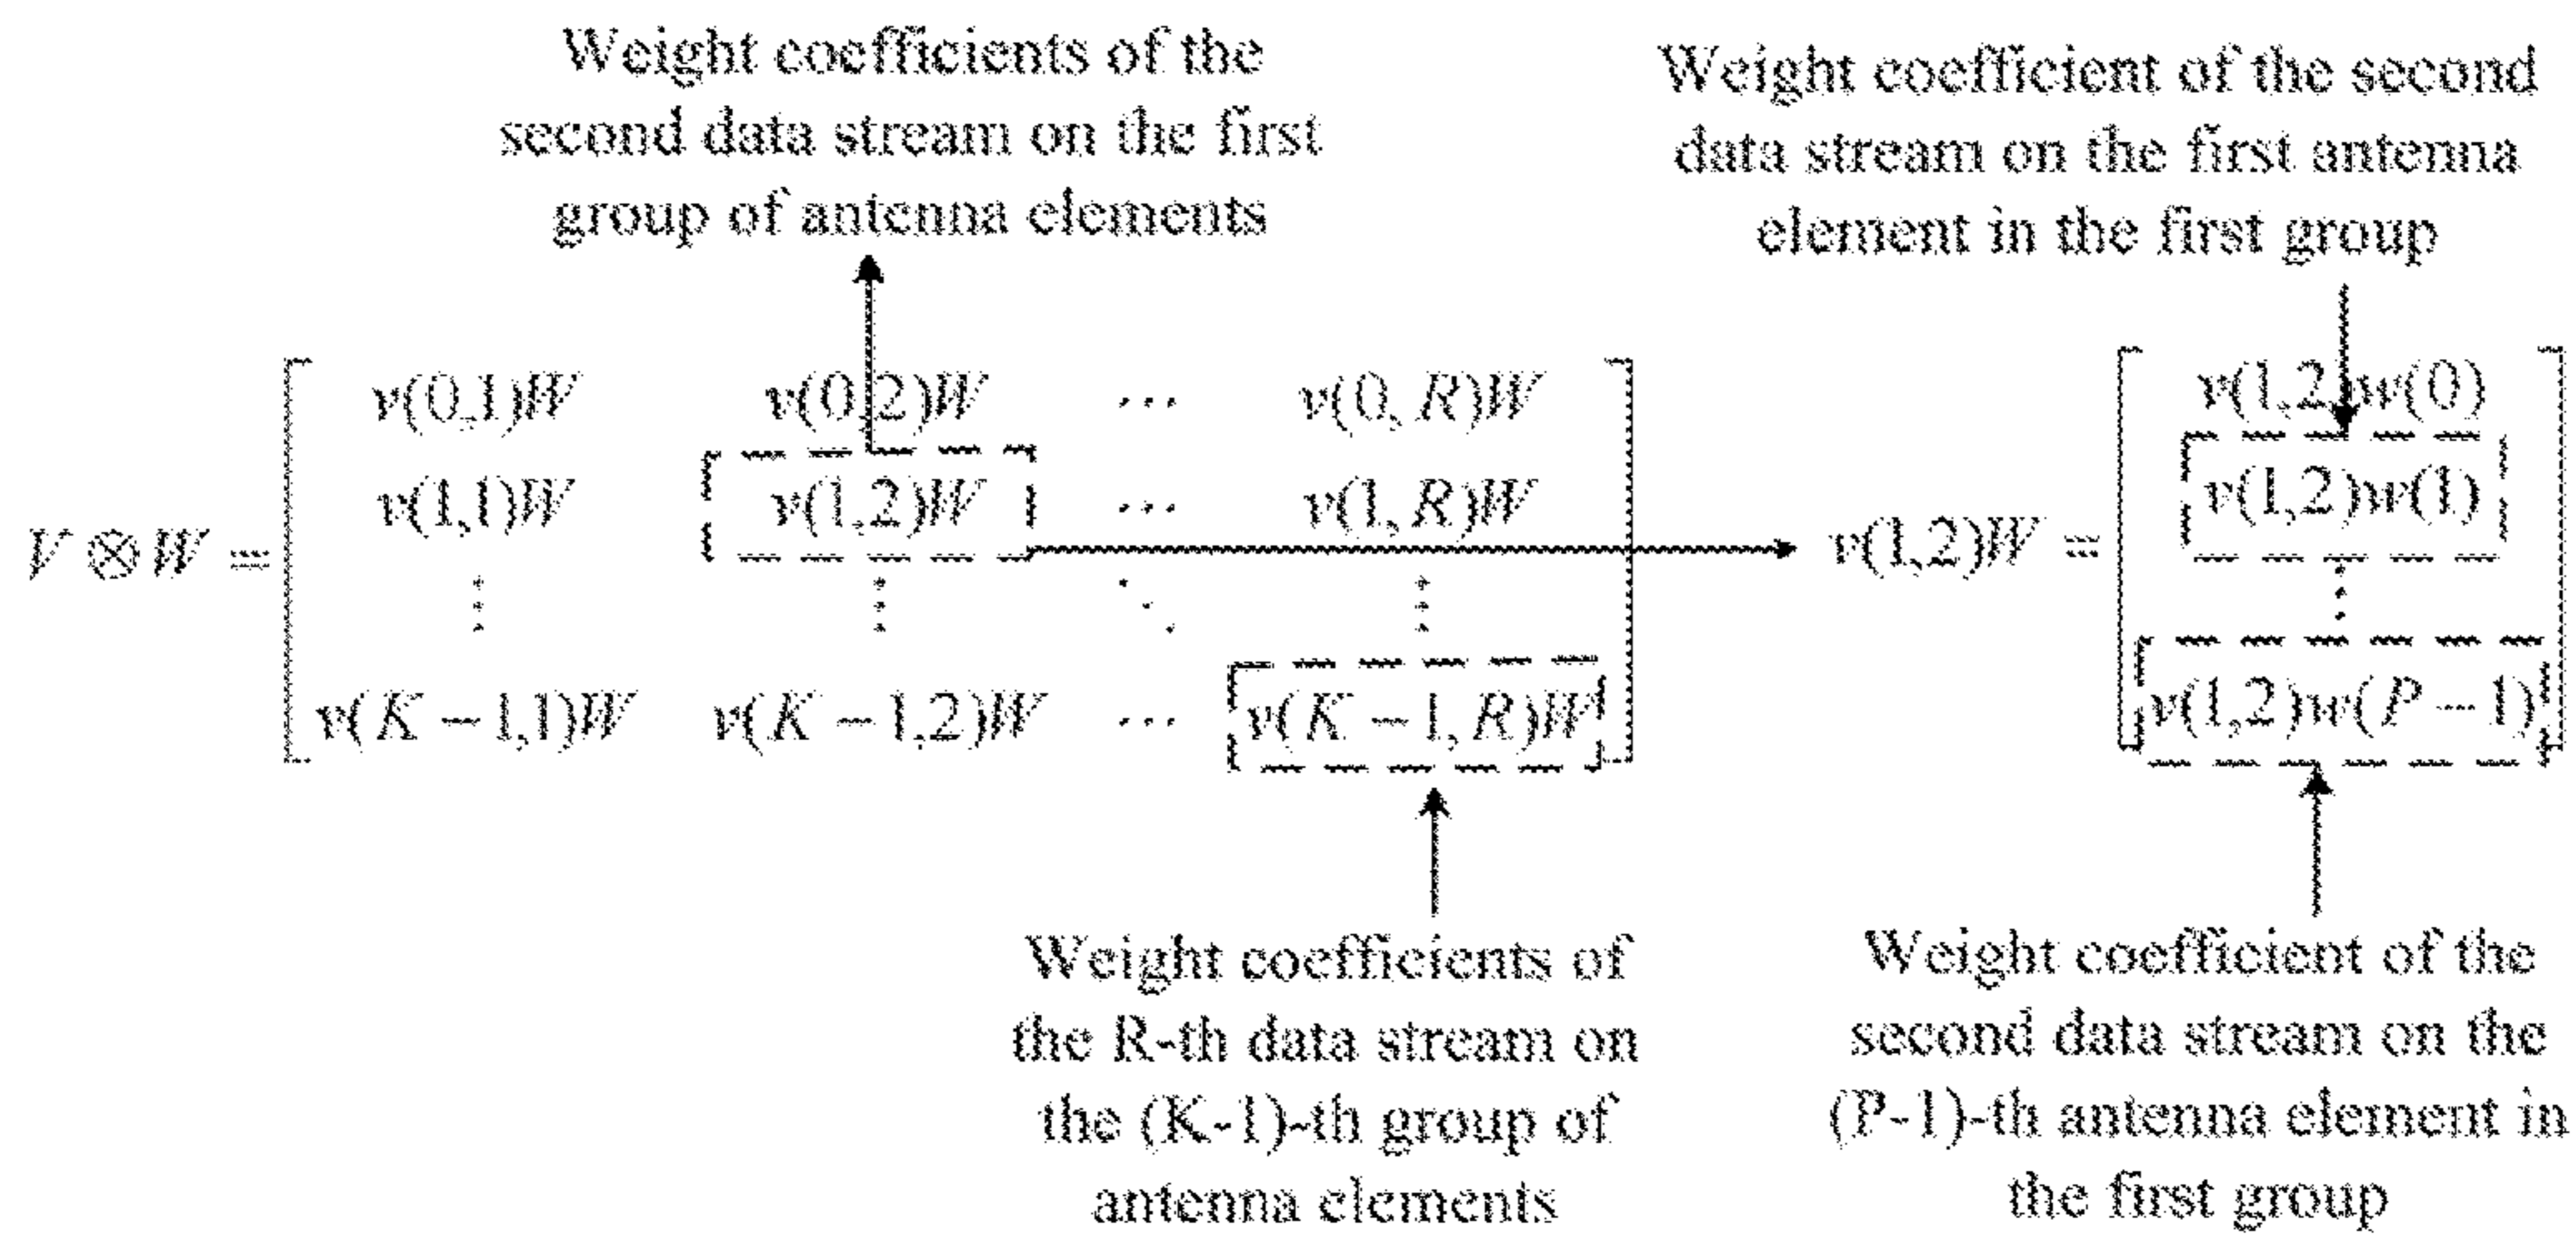 Weight coefficients of the
second data stream on the first
group of antenna elements
Weight coefficient of the second
data stream on the first antenna
element in the first group
V ⊗ W =
v(0,1)W v(0,2)W ⋯ v(0, R)W
v(1,1)W v(1,2)W ⋯ v(1, R)W
⋮ ⋮ ⋱ ⋮
v(K −1,1)W v(K −1,2)W ⋯ v(K −1, R)W
v(1,2)W =
v(1,2)w(0)
v(1,2)w(1)
⋮
v(1,2)w(P −1)
Weight coefficients of
the R-th data stream on
the (K-1)-th group of
antenna elements
Weight coefficient of the
second data stream on the
(P-1)-th antenna element in
the first group